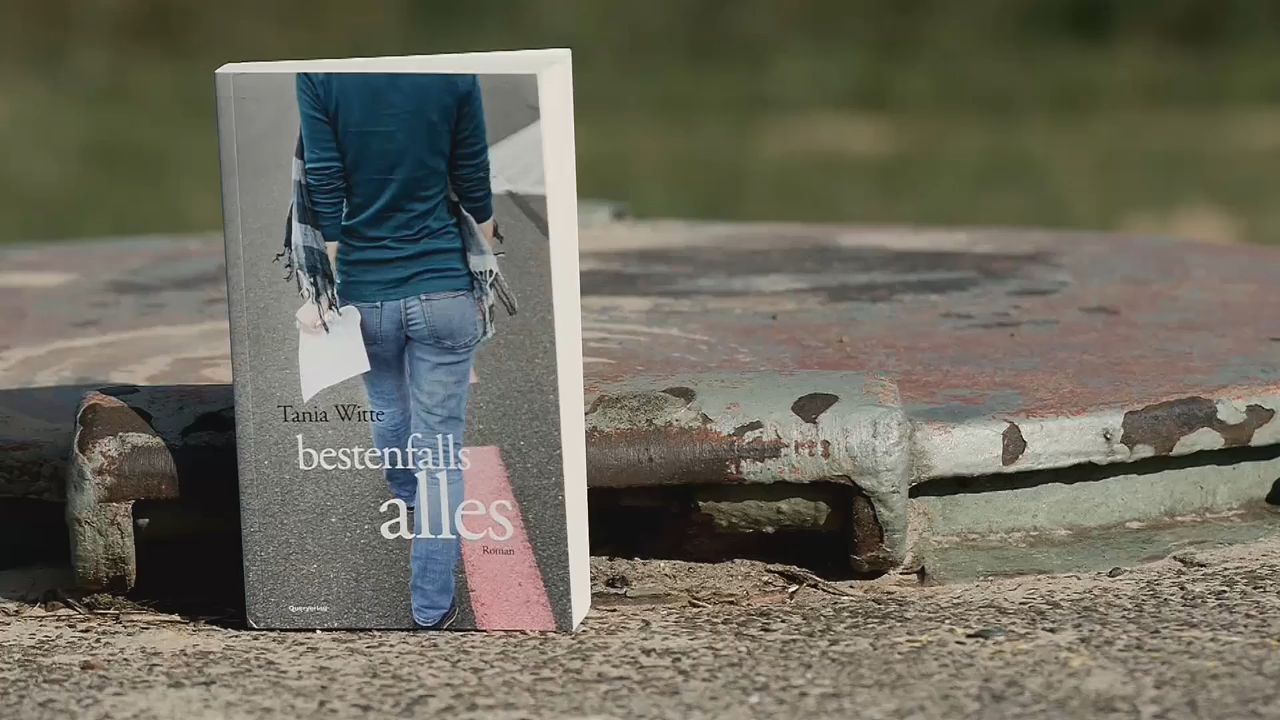 Tania Witte
bestenfalls
alles
Roman
Querverlag